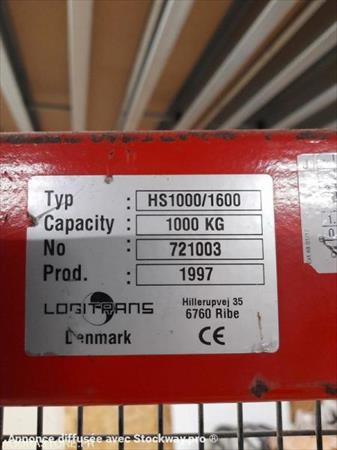 Typ : HS1000/1600
Capacity : 1000 KG
No : 721003
Prod. : 1997
LOGITRANS
Hillerupvej 35
6760 Ribe
Denmark
CE
Annonce diffusée avec Stockway.pro ®